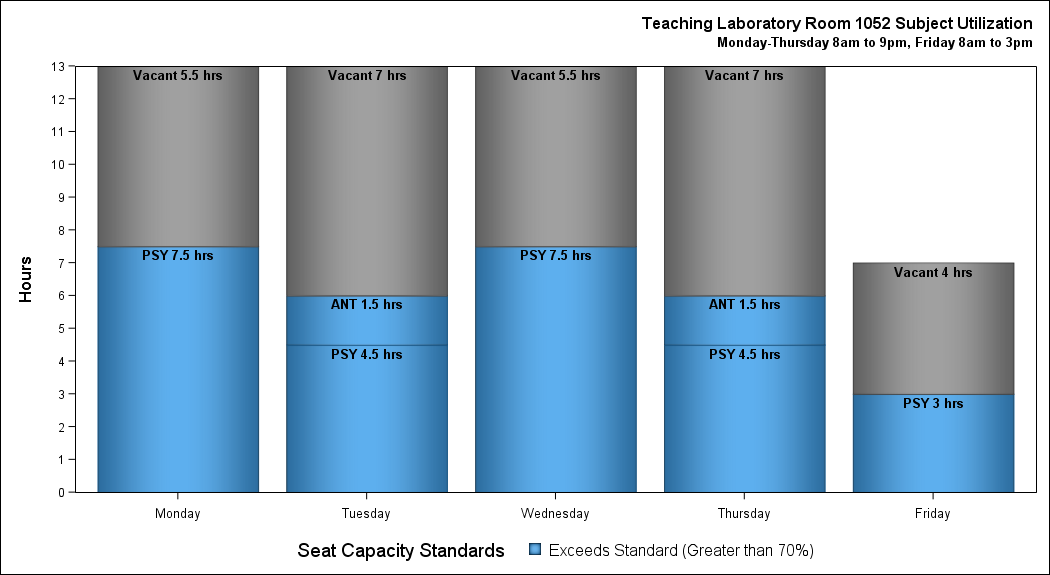 Teaching Laboratory Room 1052 Subject Utilization
Monday-Thursday 8am to 9pm, Friday 8am to 3pm
Hours
13
12
11
10
9
8
7
6
5
4
3
2
1
0
Vacant 5.5 hrs
PSY 7.5 hrs
Vacant 7 hrs
ANT 1.5 hrs
PSY 4.5 hrs
Vacant 5.5 hrs
PSY 7.5 hrs
Vacant 7 hrs
ANT 1.5 hrs
PSY 4.5 hrs
Vacant 4 hrs
PSY 3 hrs
Monday
Tuesday
Wednesday
Thursday
Friday
Seat Capacity Standards
Exceeds Standard (Greater than 70%)